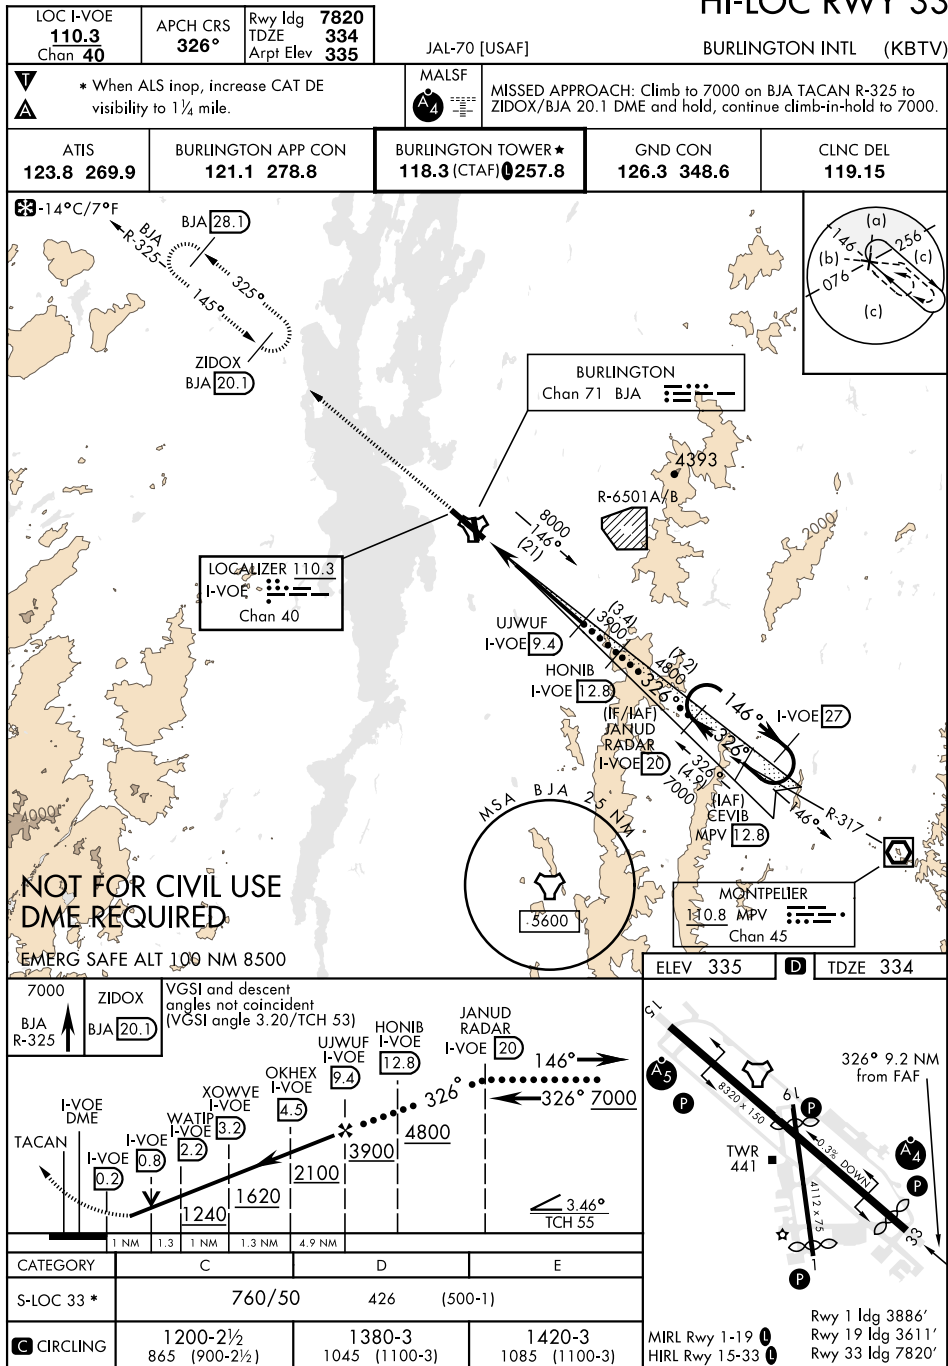 HI-LOC RWY 33
LOC I-VOE
110.3
Chan 40
APCH CRS
326°
Rwy ldg 7820
TDZE 334
Arpt Elev 335
JAL-70 [USAF]
BURLINGTON INTL (KBTV)
T
A
* When ALS inop, increase CAT DE
visibility to 1¼ mile.
MALSF
A4
MISSED APPROACH: Climb to 7000 on BJA TACAN R-325 to
ZIDOX/BJA 20.1 DME and hold, continue climb-in-hold to 7000.
ATIS
123.8 269.9
BURLINGTON APP CON
121.1 278.8
BURLINGTON TOWER★
118.3 (CTAF) L 257.8
GND CON
126.3 348.6
CLNC DEL
119.15
-14°C/7°F
BJA
R-325
BJA 28.1
325°
145°
ZIDOX
BJA 20.1
(a)
146
256
(b)
(c)
076
(c)
BURLINGTON
Chan 71 BJA
4393
R-6501A/B
2000
8000
146°
(21)
LOCALIZER 110.3
I-VOE
Chan 40
UJWUF
I-VOE 9.4
(3.4)
3900
HONIB
I-VOE 12.8
(7.2)
4800
326°
(IF/IAF)
JANUD
RADAR
I-VOE 20
146°
I-VOE 27
326°
326°
(4.9)
7000
(IAF)
CEVIB
MPV 12.8
146°
R-317
MSA BJA 25 NM
5600
4000
MONTPELIER
110.8 MPV
Chan 45
NOT FOR CIVIL USE
DME REQUIRED
EMERG SAFE ALT 100 NM 8500
7000
BJA
R-325
ZIDOX
BJA 20.1
VGSI and descent
angles not coincident
(VGSI angle 3.20/TCH 53)
JANUD
RADAR
I-VOE 20
HONIB
I-VOE
12.8
UJWUF
I-VOE
9.4
OKHEX
I-VOE
4.5
XOWVE
I-VOE
3.2
WATIP
I-VOE
2.2
I-VOE
0.8
I-VOE
0.2
I-VOE
DME
TACAN
146°
326°
326° 7000
4800
3900
2100
1620
1240
3.46°
TCH 55
1 NM 1.3 1 NM 1.3 NM 4.9 NM
CATEGORY C D E
S-LOC 33 * 760/50 426 (500-1)
C CIRCLING
1200-2½
865 (900-2½)
1380-3
1045 (1100-3)
1420-3
1085 (1100-3)
ELEV 335 D TDZE 334
15
A5
P
8320 x 150
19
P
326° 9.2 NM
from FAF
0.3% DOWN
TWR
441
A4
P
4112 x 75
33
1
P
MIRL Rwy 1-19 L
HIRL Rwy 15-33 L
Rwy 1 ldg 3886'
Rwy 19 ldg 3611'
Rwy 33 ldg 7820'